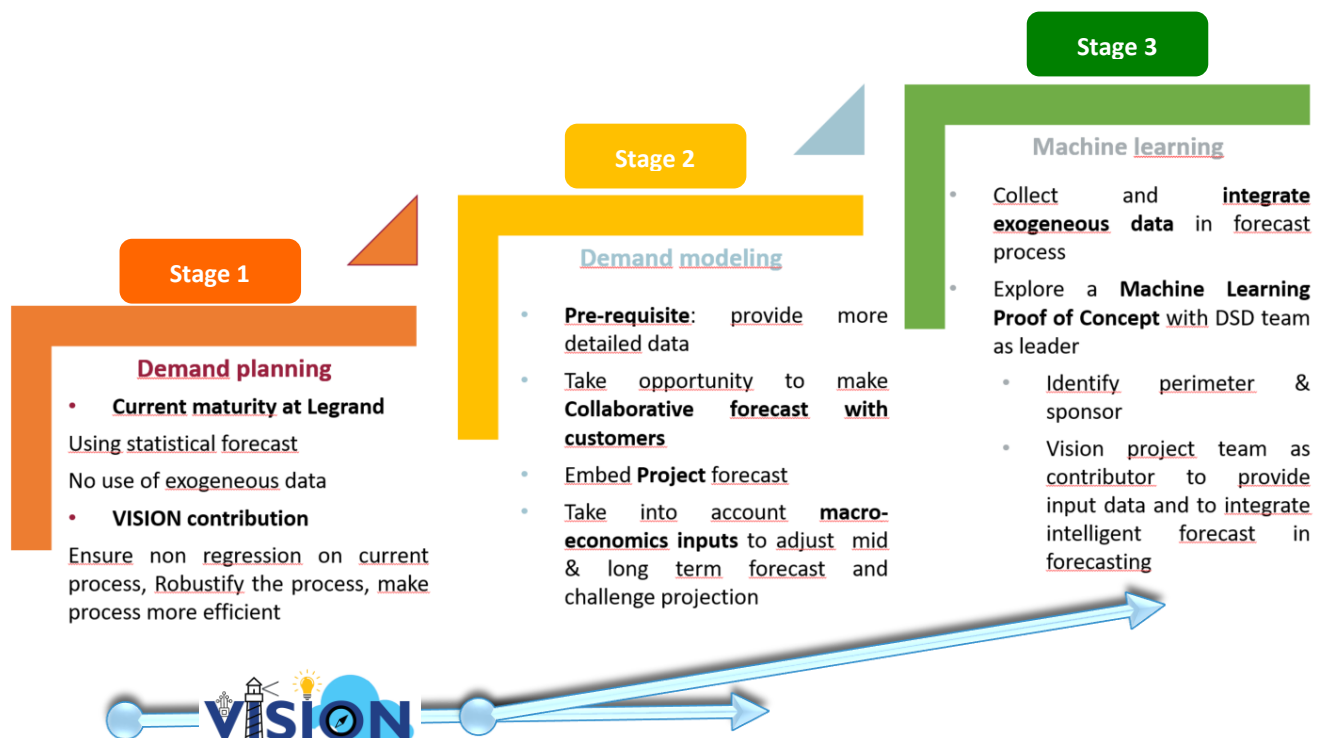 Stage 1
Demand planning
• Current maturity at Legrand
Using statistical forecast
No use of exogeneous data
• VISION contribution
Ensure non regression on current
process, Robustify the process, make
process more efficient
Stage 2
Demand modeling
• Pre-requisite: provide more
detailed data
• Take opportunity to make
Collaborative forecast with
customers
• Embed Project forecast
• Take into account macro-
economics inputs to adjust mid
& long term forecast and
challenge projection
Stage 3
Machine learning
• Collect and integrate
exogeneous data in forecast
process
• Explore a Machine Learning
Proof of Concept with DSD team
as leader
• Identify perimeter &
sponsor
• Vision project team as
contributor to provide
input data and to integrate
intelligent forecast in
forecasting
VISION